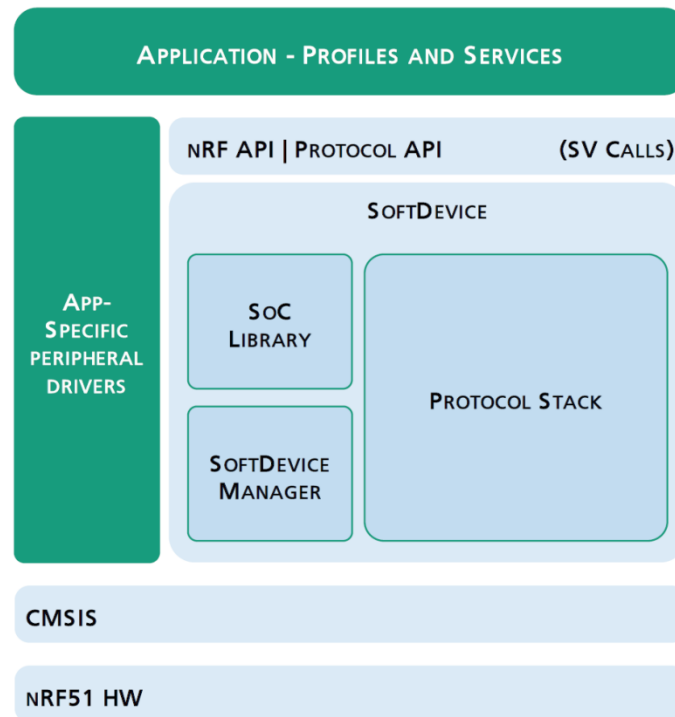 Application - Profiles and Services
nRF API | Protocol API (SV Calls)
SoftDevice
App-
Specific
peripheral
drivers
SoC
Library
Protocol Stack
SoftDevice
Manager
CMSIS
nRF51 HW